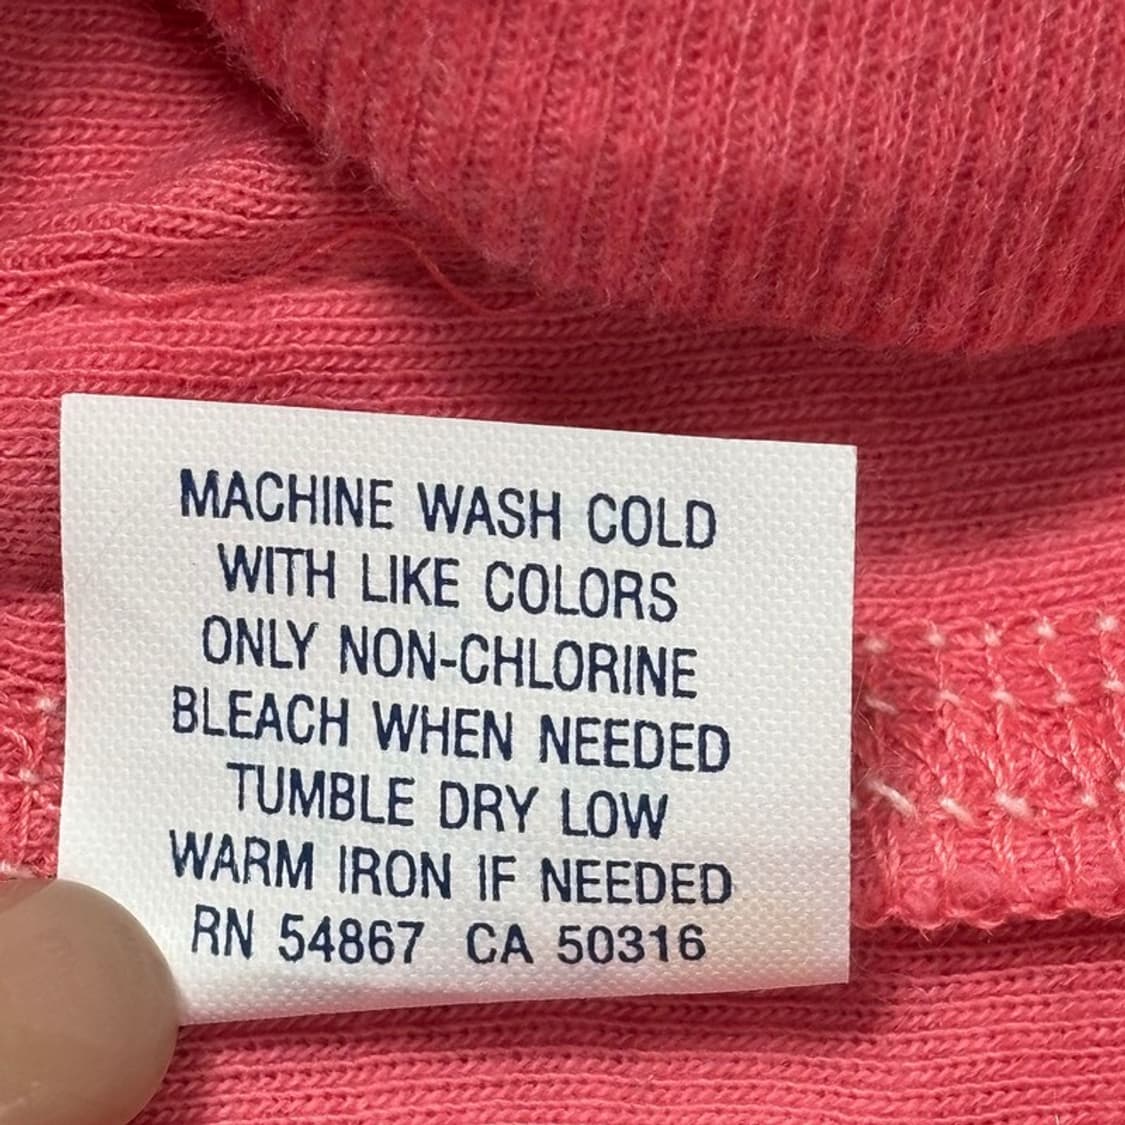 MACHINE WASH COLD
WITH LIKE COLORS
ONLY NON-CHLORINE
BLEACH WHEN NEEDED
TUMBLE DRY LOW
WARM IRON IF NEEDED
RN 54867 CA 50316